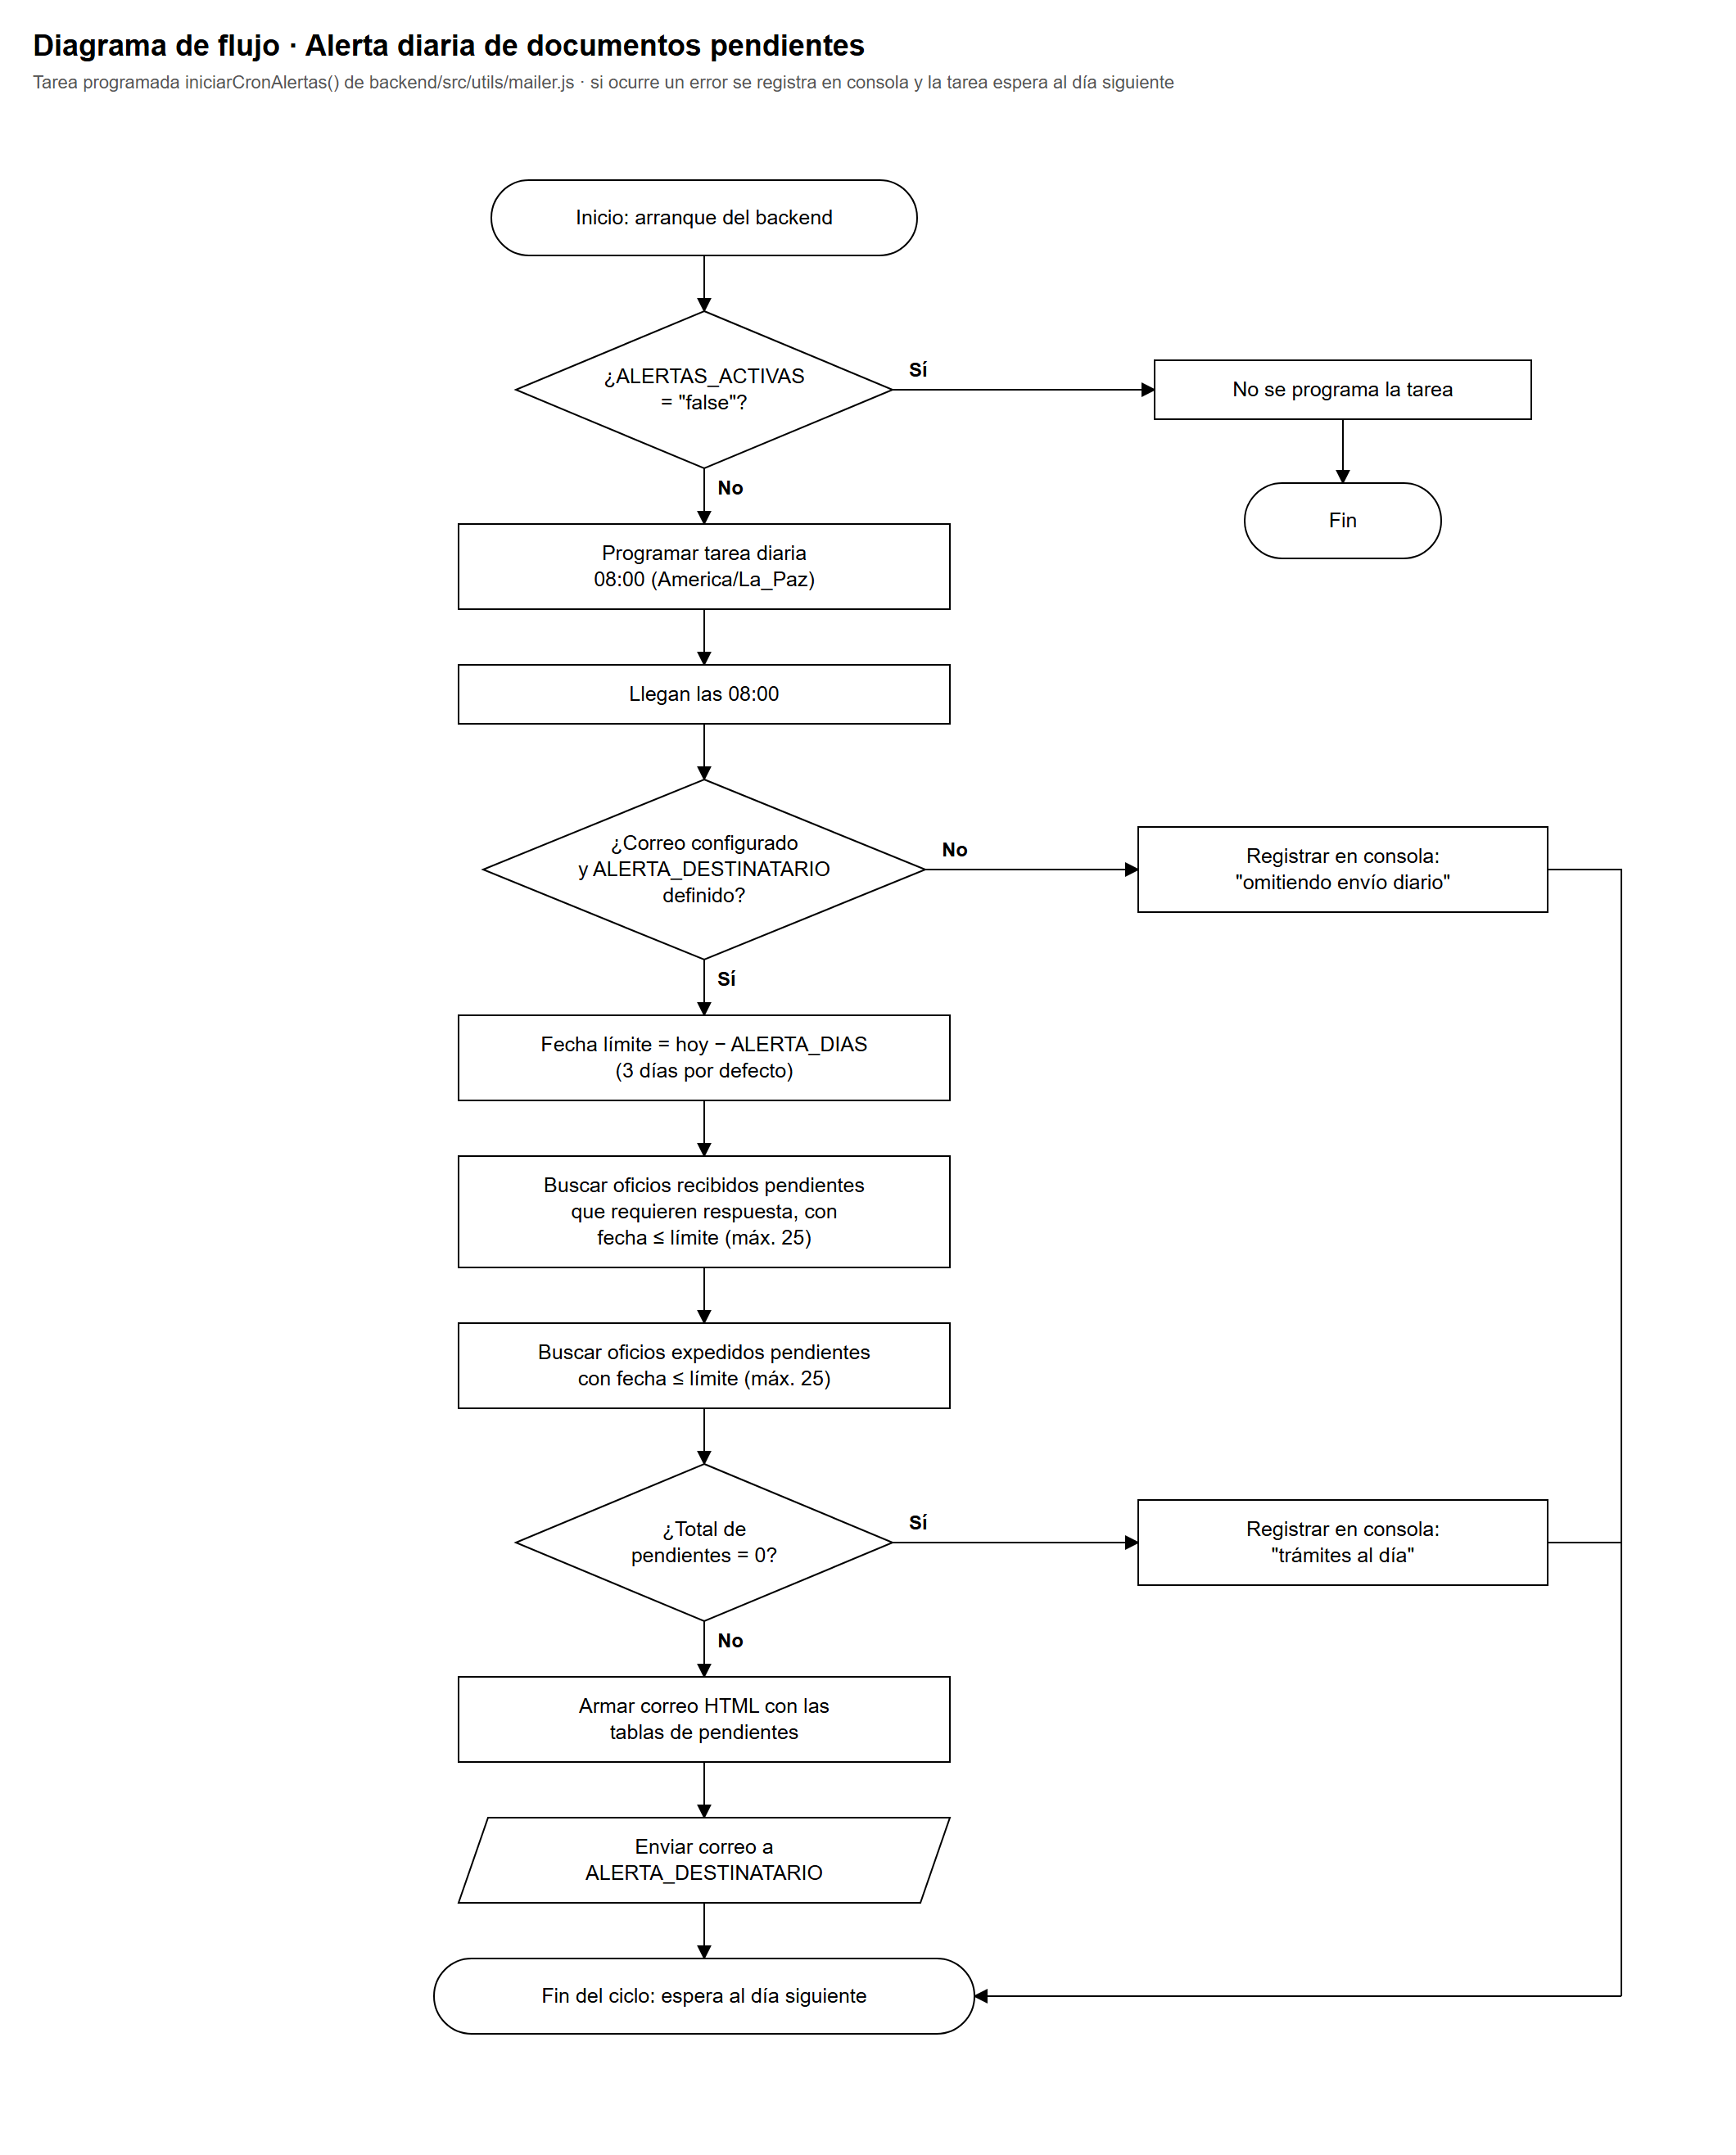 Diagrama de flujo · Alerta diaria de documentos pendientes
Tarea programada iniciarCronAlertas() de backend/src/utils/mailer.js · si ocurre un error se registra en consola y la tarea espera al día siguiente
Inicio: arranque del backend
¿ALERTAS_ACTIVAS
= "false"?
Sí
No se programa la tarea
Fin
No
Programar tarea diaria
08:00 (America/La_Paz)
Llegan las 08:00
¿Correo configurado
y ALERTA_DESTINATARIO
definido?
No
Registrar en consola:
"omitiendo envío diario"
Sí
Fecha límite = hoy − ALERTA_DIAS
(3 días por defecto)
Buscar oficios recibidos pendientes
que requieren respuesta, con
fecha ≤ límite (máx. 25)
Buscar oficios expedidos pendientes
con fecha ≤ límite (máx. 25)
¿Total de
pendientes = 0?
Sí
Registrar en consola:
"trámites al día"
No
Armar correo HTML con las
tablas de pendientes
Enviar correo a
ALERTA_DESTINATARIO
Fin del ciclo: espera al día siguiente